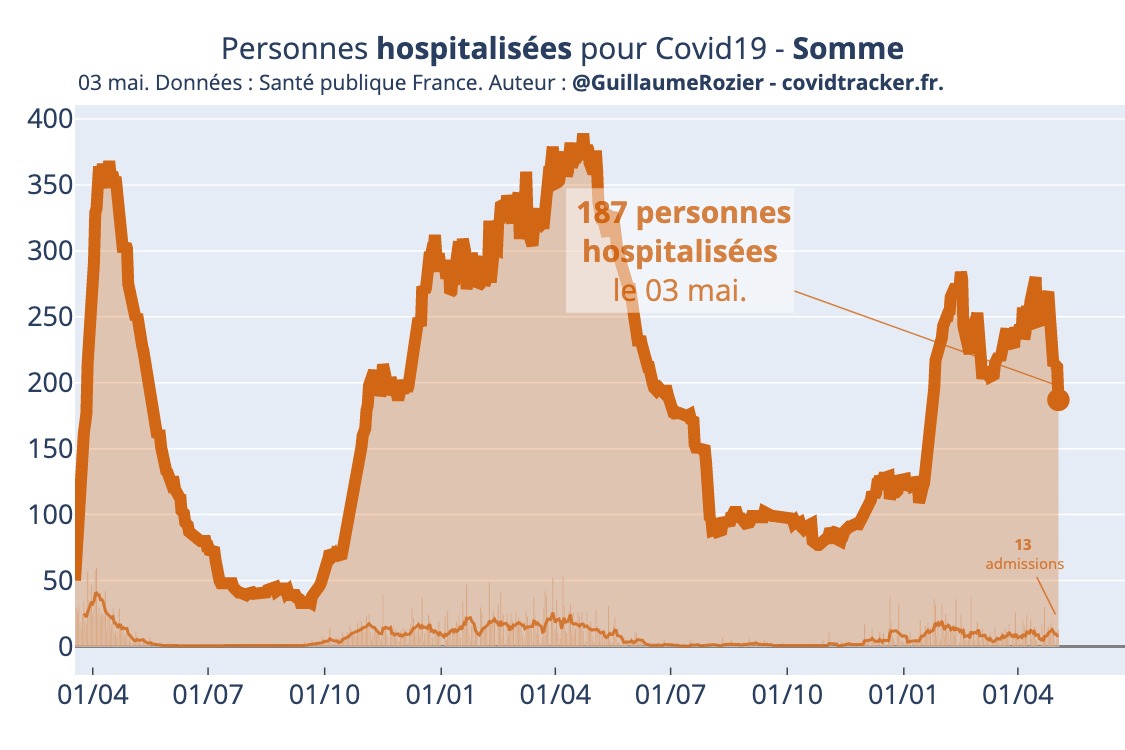 Personnes hospitalisées pour Covid19 - Somme
03 mai. Données : Santé publique France. Auteur : @GuillaumeRozier - covidtracker.fr.
400
350
187 personnes
hospitalisées
le 03 mai.
300
250
200
150
100
13
admissions
50
0
01/04 01/07 01/10 01/01 01/04 01/07 01/10 01/01 01/04